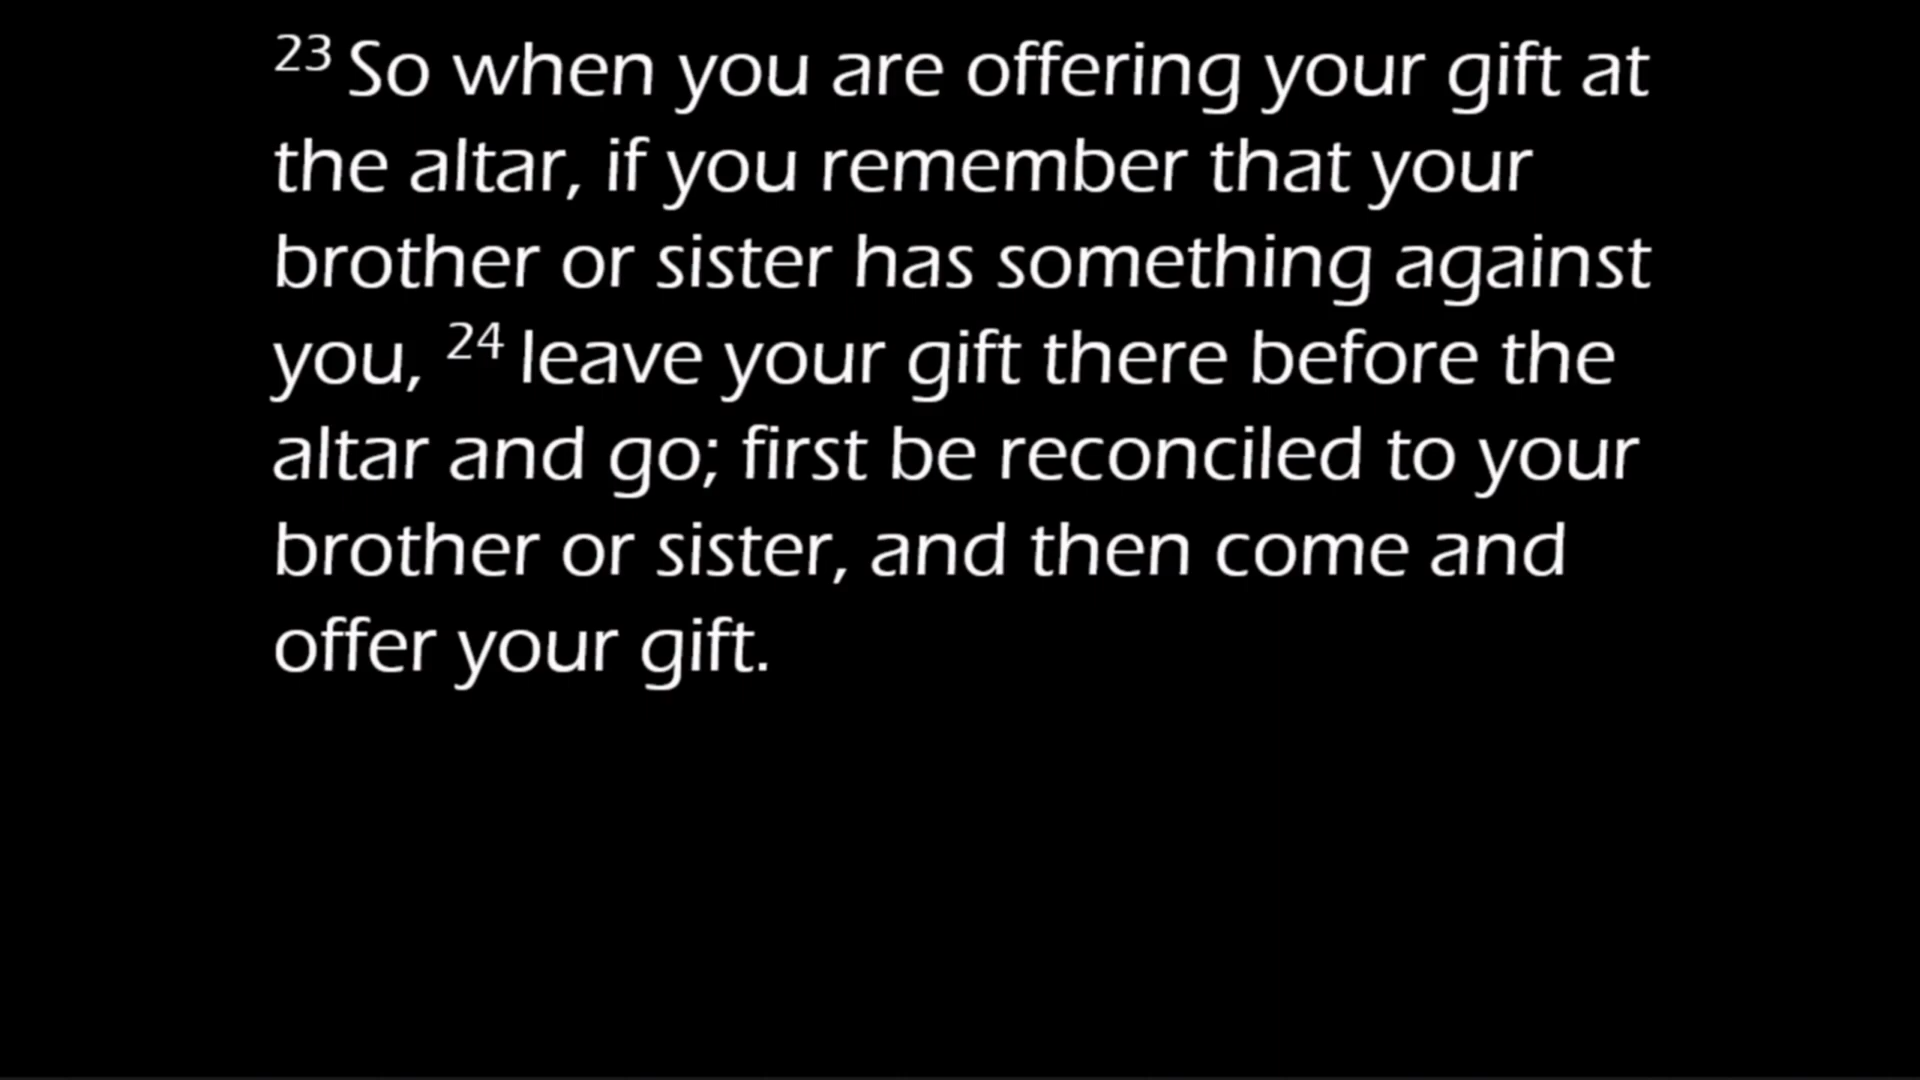 23 So when you are offering your gift at
the altar, if you remember that your
brother or sister has something against
you, 24 leave your gift there before the
altar and go; first be reconciled to your
brother or sister, and then come and
offer your gift.